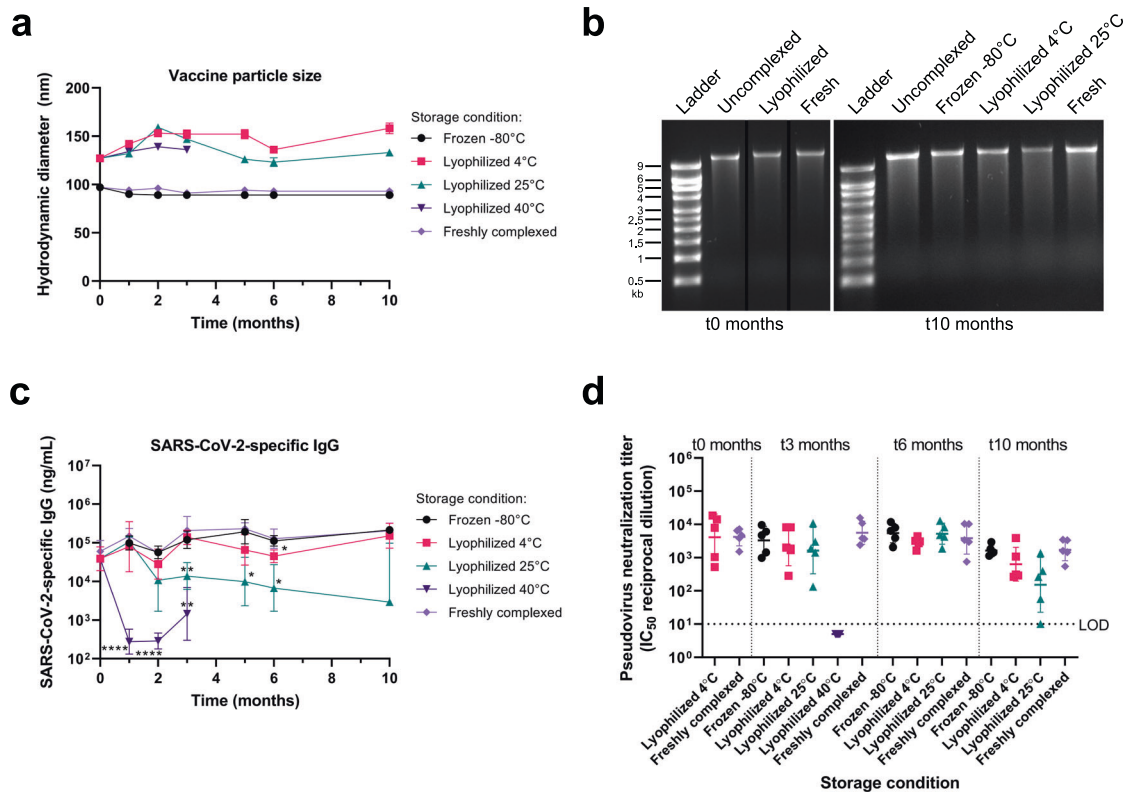 a
Vaccine particle size
Hydrodynamic diameter (nm)
200
150
100
50
0
0
2
4
6
8
10
Time (months)
Storage condition:
Frozen -80°C
Lyophilized 4°C
Lyophilized 25°C
Lyophilized 40°C
Freshly complexed
b
Ladder
Uncomplexed
Lyophilized
Fresh
Ladder
Uncomplexed
Frozen -80°C
Lyophilized 4°C
Lyophilized 25°C
Fresh
9
6
5
4
3
2.5
2
1.5
1
0.5
kb
t0 months
t10 months
c
SARS-CoV-2-specific IgG
SARS-CoV-2-specific IgG (ng/mL)
10⁷
10⁶
10⁵
10⁴
10³
10²
**
**
*
*
*
****
****
0
2
4
6
8
10
Time (months)
Storage condition:
Frozen -80°C
Lyophilized 4°C
Lyophilized 25°C
Lyophilized 40°C
Freshly complexed
d
t0 months
t3 months
t6 months
t10 months
Pseudovirus neutralization titer
(IC₅₀ reciprocal dilution)
10⁶
10⁵
10⁴
10³
10²
10¹
10⁰
LOD
Lyophilized 4°C
Freshly complexed
Frozen -80°C
Lyophilized 4°C
Lyophilized 25°C
Lyophilized 40°C
Freshly complexed
Frozen -80°C
Lyophilized 4°C
Lyophilized 25°C
Freshly complexed
Frozen -80°C
Lyophilized 4°C
Lyophilized 25°C
Freshly complexed
Storage condition